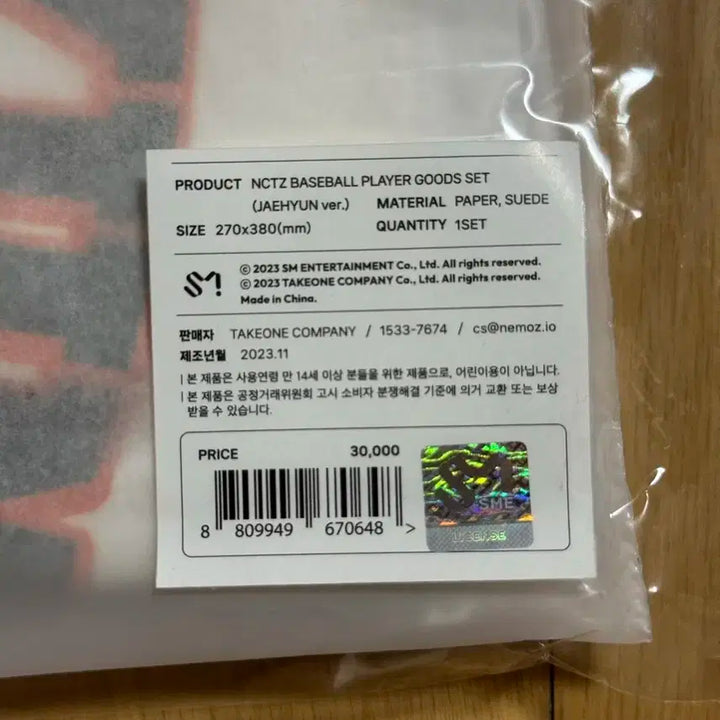 PRODUCT NCTZ BASEBALL PLAYER GOODS SET
(JAEHYUN ver.) MATERIAL PAPER, SUEDE
SIZE 270x380(mm) QUANTITY 1SET
SM!
ⓒ 2023 SM ENTERTAINMENT Co., Ltd. All rights reserved.
ⓒ 2023 TAKEONE COMPANY Co., Ltd. All rights reserved.
Made in China.
판매자 TAKEONE COMPANY / 1533-7674 / cs@nemoz.io
제조년월 2023.11
| 본 제품은 사용연령 만 14세 이상 분들을 위한 제품으로, 어린이용이 아닙니다.
| 본 제품은 공정거래위원회 고시 소비자 분쟁해결 기준에 의거 교환 또는 보상
받을 수 있습니다.
PRICE 30,000
8 809949 670648 >
SM
SME
LICENSE